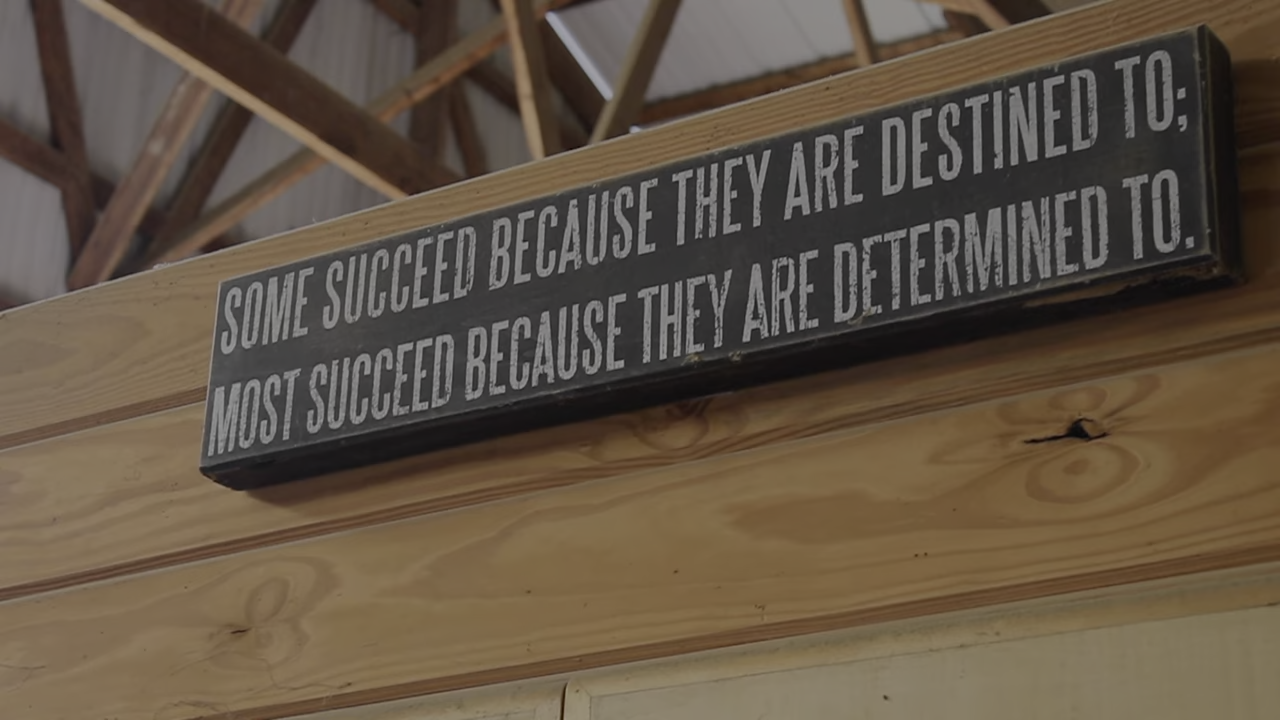 SOME SUCCEED BECAUSE THEY ARE DESTINED TO;
MOST SUCCEED BECAUSE THEY ARE DETERMINED TO.